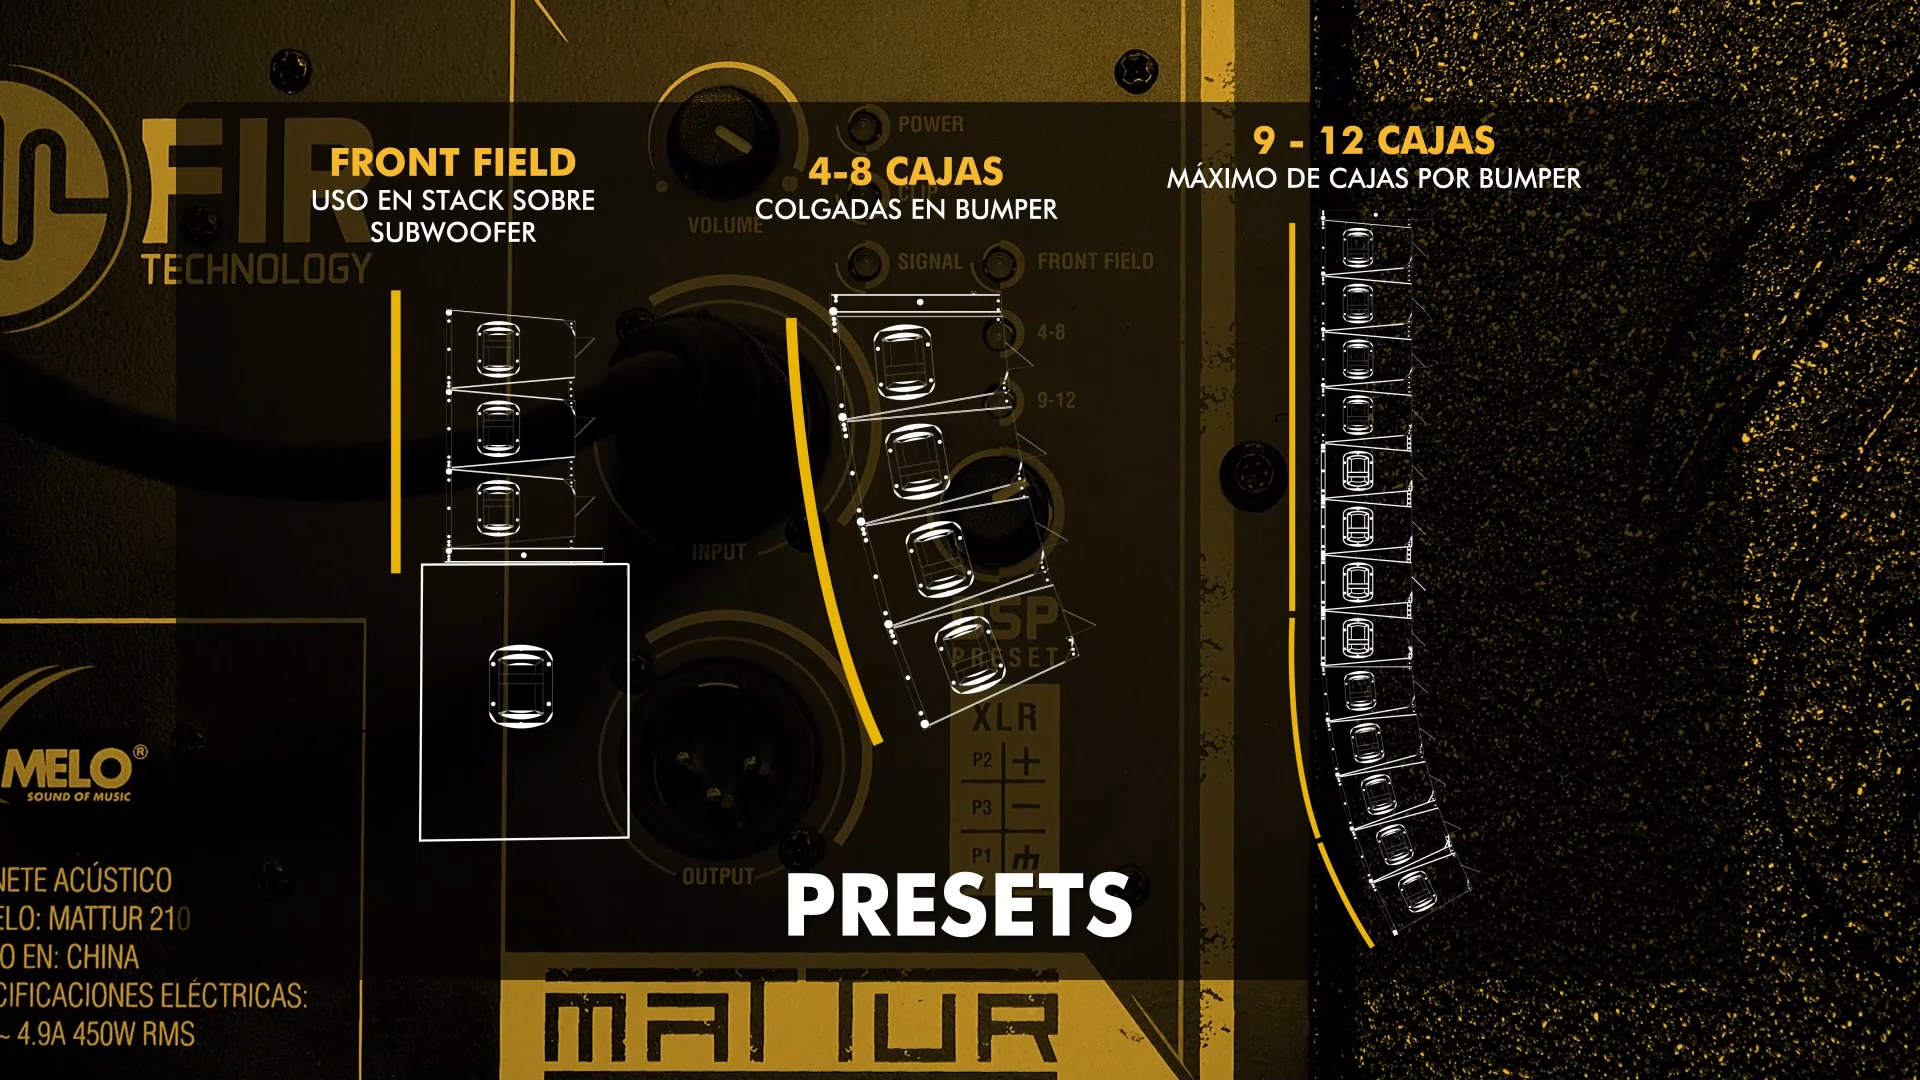 FRONT FIELD
USO EN STACK SOBRE
SUBWOOFER
4-8 CAJAS
COLGADAS EN BUMPER
9 - 12 CAJAS
MÁXIMO DE CAJAS POR BUMPER
FIR
TECHNOLOGY
POWER
VOLUME
SIGNAL
FRONT FIELD
4-8
9-12
INPUT
DSP
PRESET
XLR
P2 +
P3 −
P1
OUTPUT
PRESETS
MELO®
SOUND OF MUSIC
NETE ACÚSTICO
ELO: MATTUR 210
O EN: CHINA
CIFICACIONES ELÉCTRICAS:
~ 4.9A 450W RMS
MATTUR